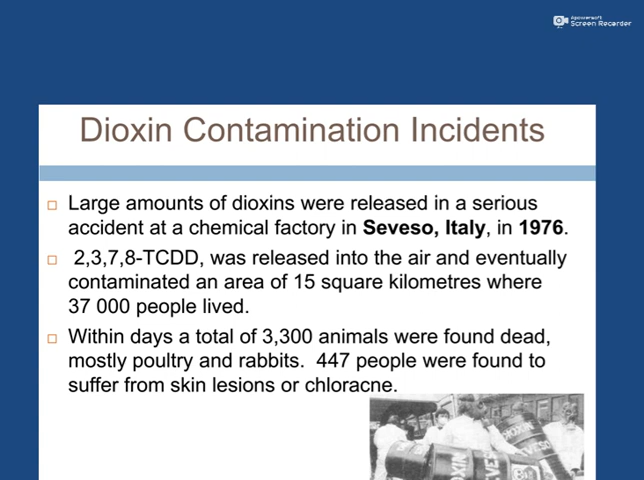 Apowersoft
Screen Recorder
Dioxin Contamination Incidents
Large amounts of dioxins were released in a serious
accident at a chemical factory in Seveso, Italy, in 1976.
2,3,7,8-TCDD, was released into the air and eventually
contaminated an area of 15 square kilometres where
37 000 people lived.
Within days a total of 3,300 animals were found dead,
mostly poultry and rabbits. 447 people were found to
suffer from skin lesions or chloracne.
DIOXIN
SEVESO